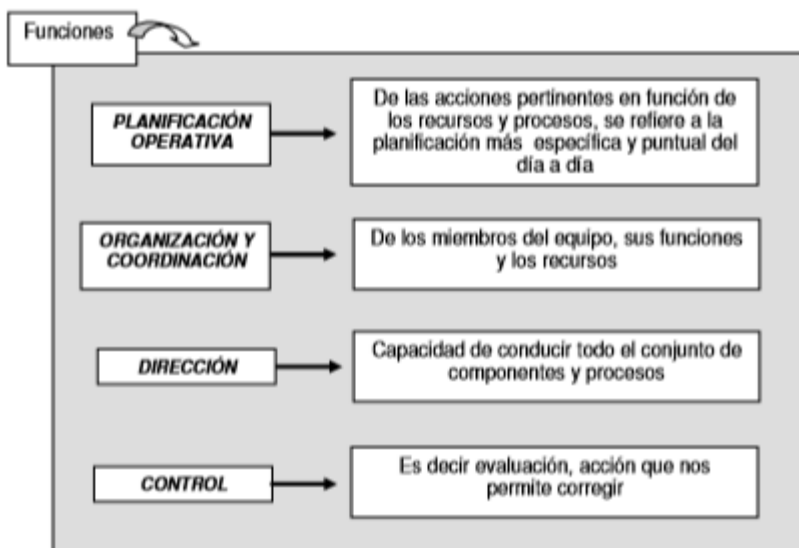 Funciones
PLANIFICACIÓN
OPERATIVA
De las acciones pertinentes en función de
los recursos y procesos, se refiere a la
planificación más específica y puntual del
día a día
ORGANIZACIÓN Y
COORDINACIÓN
De los miembros del equipo, sus funciones
y los recursos
DIRECCIÓN
Capacidad de conducir todo el conjunto de
componentes y procesos
CONTROL
Es decir evaluación, acción que nos
permite corregir